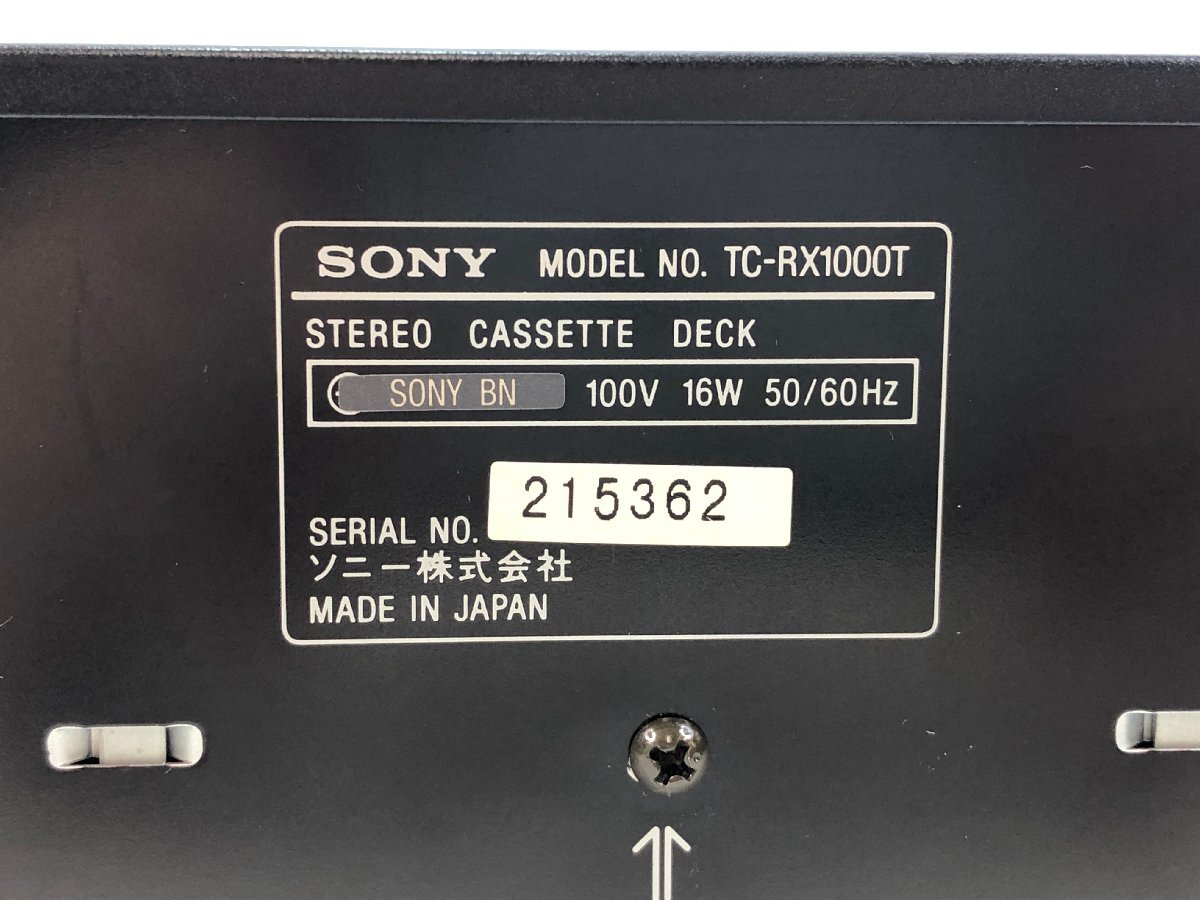 SONY MODEL NO. TC-RX1000T
STEREO CASSETTE DECK
SONY BN 100V 16W 50/60Hz
215362
SERIAL NO.
ソニー株式会社
MADE IN JAPAN